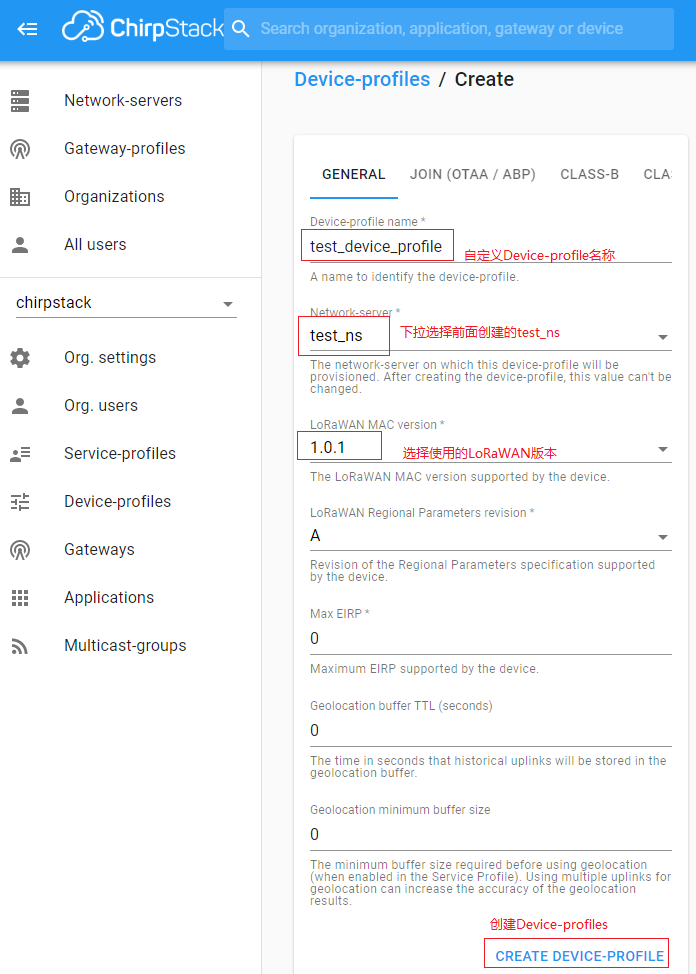 ChirpStack
Search organization, application, gateway or device
Network-servers
Gateway-profiles
Organizations
All users
chirpstack
Org. settings
Org. users
Service-profiles
Device-profiles
Gateways
Applications
Multicast-groups
Device-profiles / Create
GENERAL JOIN (OTAA / ABP) CLASS-B CLA
Device-profile name *
test_device_profile 自定义Device-profile名称
A name to identify the device-profile.
Network-server *
test_ns 下拉选择前面创建的test_ns
The network-server on which this device-profile will be
provisioned. After creating the device-profile, this value can't be
changed.
LoRaWAN MAC version *
1.0.1 选择使用的LoRaWAN版本
The LoRaWAN MAC version supported by the device.
LoRaWAN Regional Parameters revision *
A
Revision of the Regional Parameters specification supported
by the device.
Max EIRP *
0
Maximum EIRP supported by the device.
Geolocation buffer TTL (seconds)
0
The time in seconds that historical uplinks will be stored in the
geolocation buffer.
Geolocation minimum buffer size
0
The minimum buffer size required before using geolocation
(when enabled in the Service Profile). Using multiple uplinks for
geolocation can increase the accuracy of the geolocation
results.
创建Device-profiles
CREATE DEVICE-PROFILE